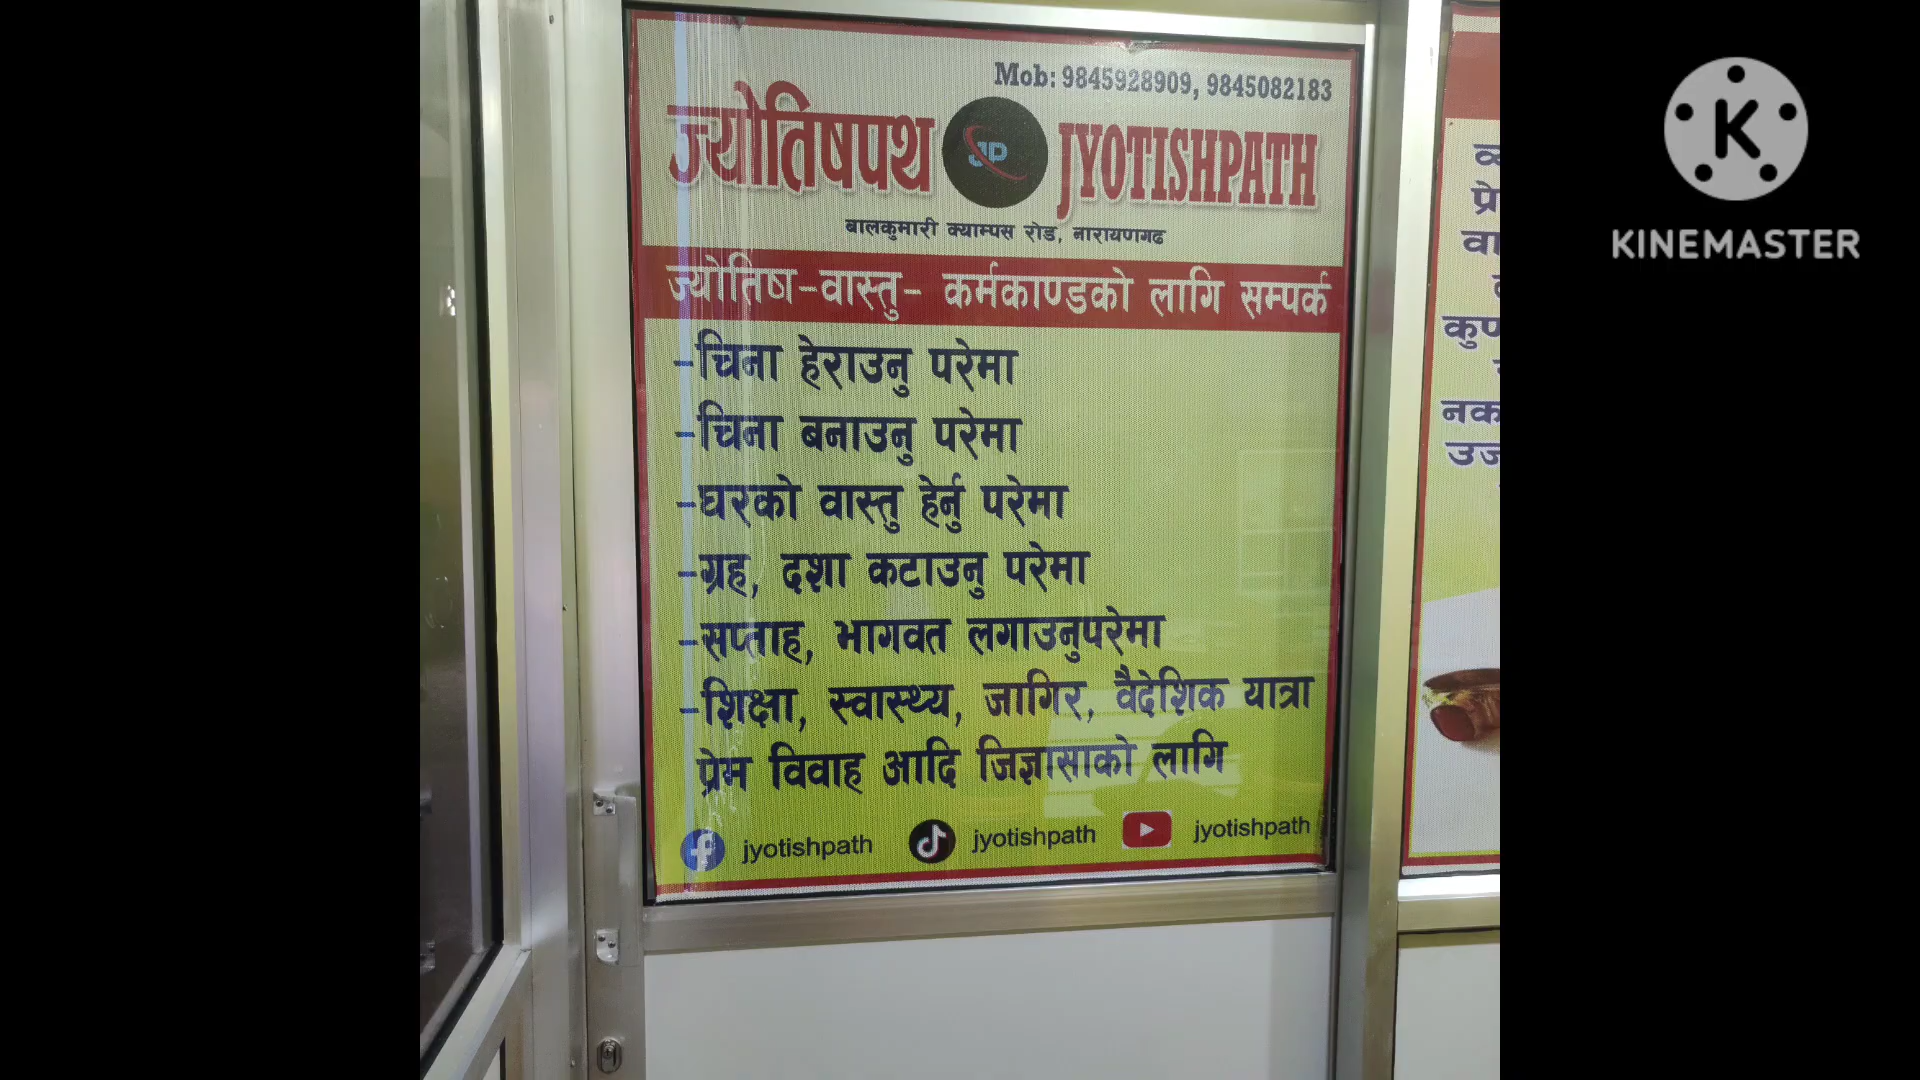 Mob: 9845928909, 9845082183
ज्योतिषपथ JP JYOTISHPATH
बालकुमारी क्याम्पस रोड, नारायणगढ
ज्योतिष-वास्तु- कर्मकाण्डको लागि सम्पर्क
-चिना हेराउनु परेमा
-चिना बनाउनु परेमा
-घरको वास्तु हेर्नु परेमा
-ग्रह, दशा कटाउनु परेमा
-सप्ताह, भागवत लगाउनुपरेमा
-शिक्षा, स्वास्थ्य, जागिर, वैदेशिक यात्रा
प्रेम विवाह आदि जिज्ञासाको लागि
jyotishpath jyotishpath jyotishpath
K
KINEMASTER